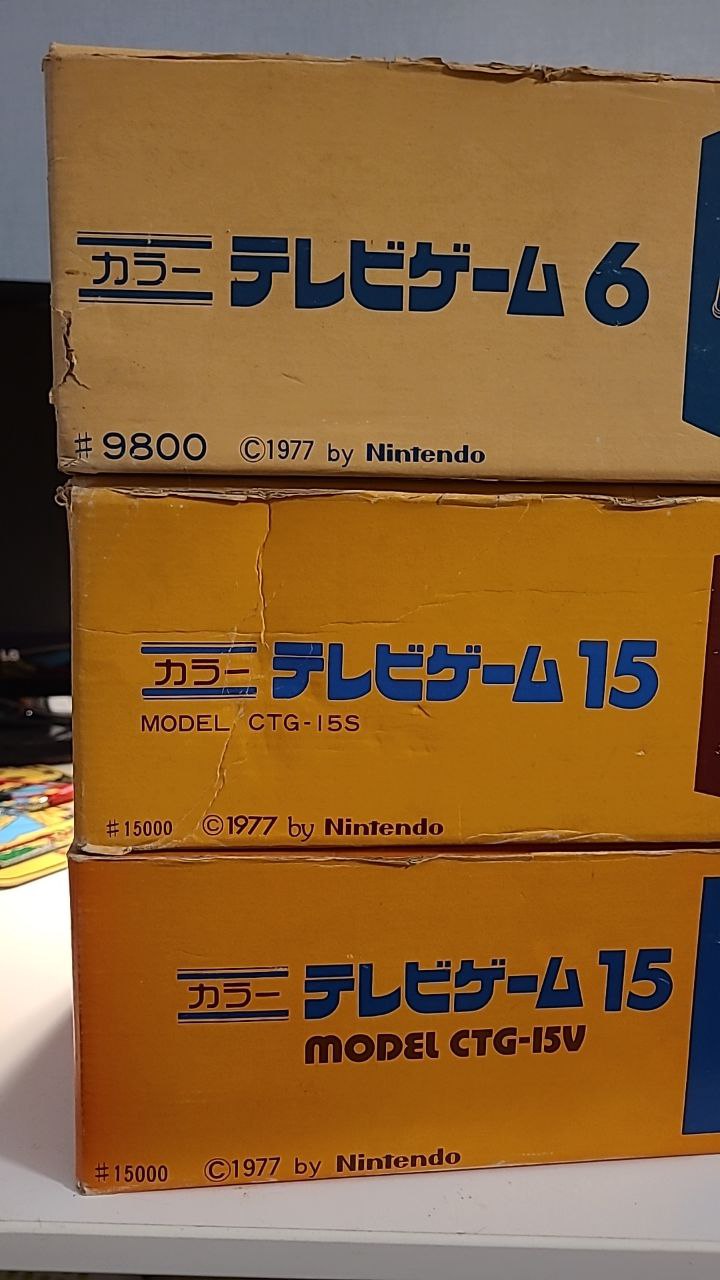 カラー テレビゲーム 6
#9800 ©1977 by Nintendo
カラー テレビゲーム 15
MODEL CTG-15S
#15000 ©1977 by Nintendo
カラー テレビゲーム 15
MODEL CTG-15V
#15000 ©1977 by Nintendo